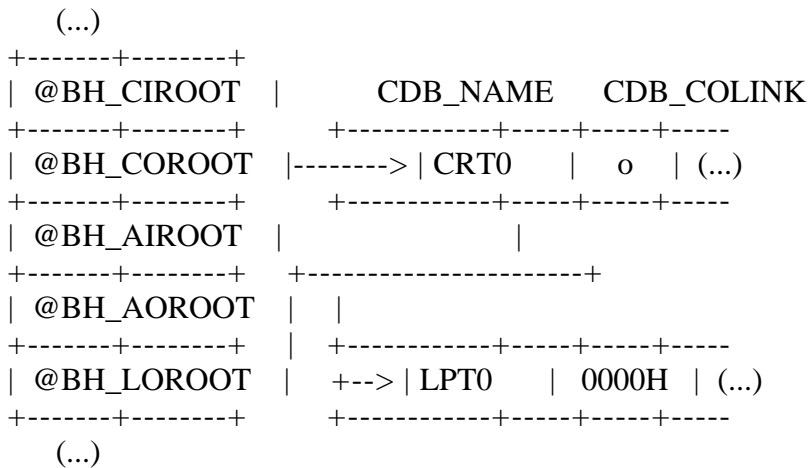 (...)
+-------+--------+
| @BH_CIROOT | CDB_NAME CDB_COLINK
+-------+--------+ +------------+-----+-----+-----
| @BH_COROOT |--------> | CRT0 | o | (...)
+-------+--------+ +------------+-----+-----+-----
| @BH_AIROOT | |
+-------+--------+ +-----------------------+
| @BH_AOROOT | |
+-------+--------+ | +------------+-----+-----+-----
| @BH_LOROOT | +--> | LPT0 | 0000H | (...)
+-------+--------+ +------------+-----+-----+-----
(...)